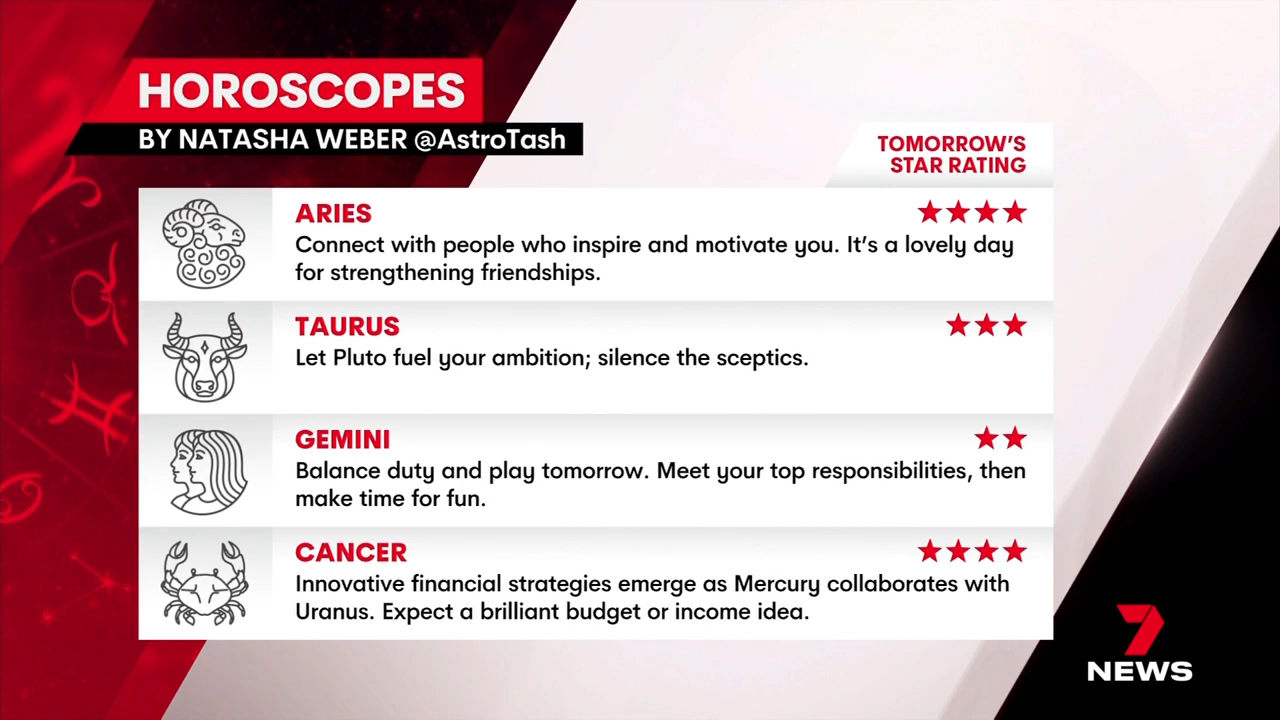 HOROSCOPES
BY NATASHA WEBER @AstroTash
TOMORROW'S
STAR RATING
ARIES
Connect with people who inspire and motivate you. It's a lovely day
for strengthening friendships.
TAURUS
Let Pluto fuel your ambition; silence the sceptics.
GEMINI
Balance duty and play tomorrow. Meet your top responsibilities, then
make time for fun.
CANCER
Innovative financial strategies emerge as Mercury collaborates with
Uranus. Expect a brilliant budget or income idea.
7
NEWS